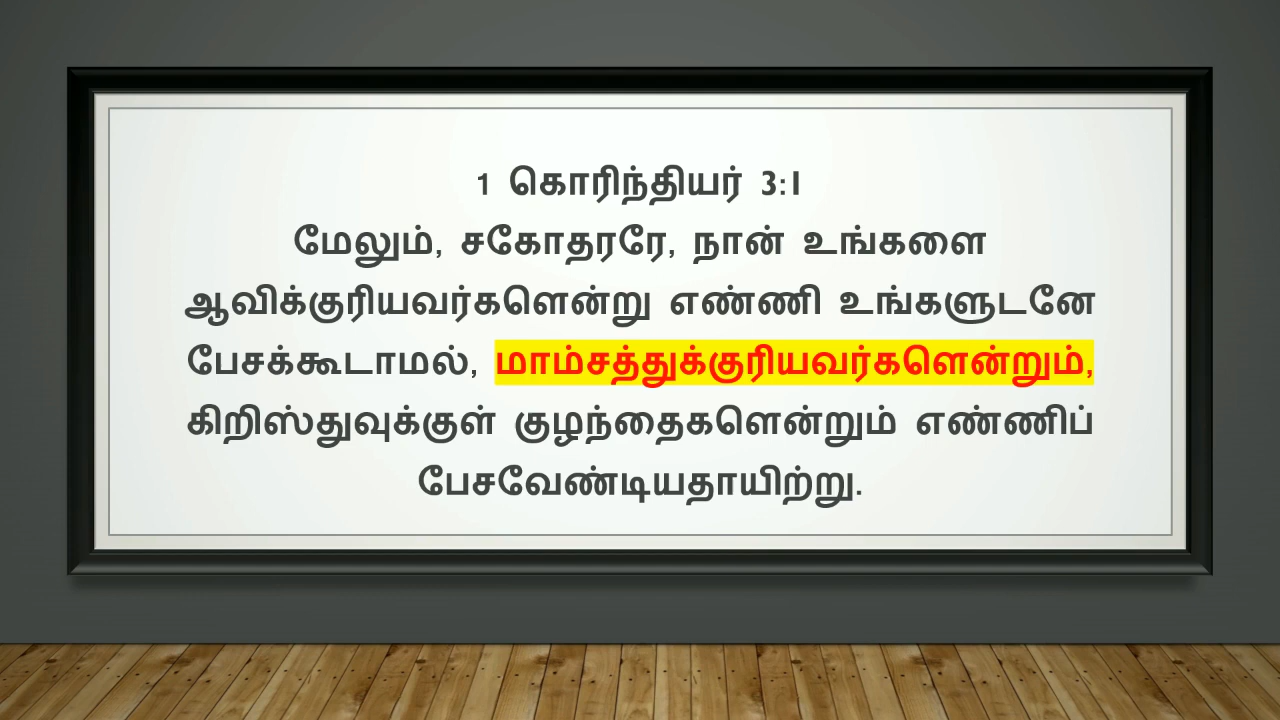 1 கொரிந்தியர் 3:1
மேலும், சகோதரரே, நான் உங்களை
ஆவிக்குரியவர்களென்று எண்ணி உங்களுடனே
பேசக்கூடாமல், மாம்சத்துக்குரியவர்களென்றும்,
கிறிஸ்துவுக்குள் குழந்தைகளென்றும் எண்ணிப்
பேசவேண்டியதாயிற்று.